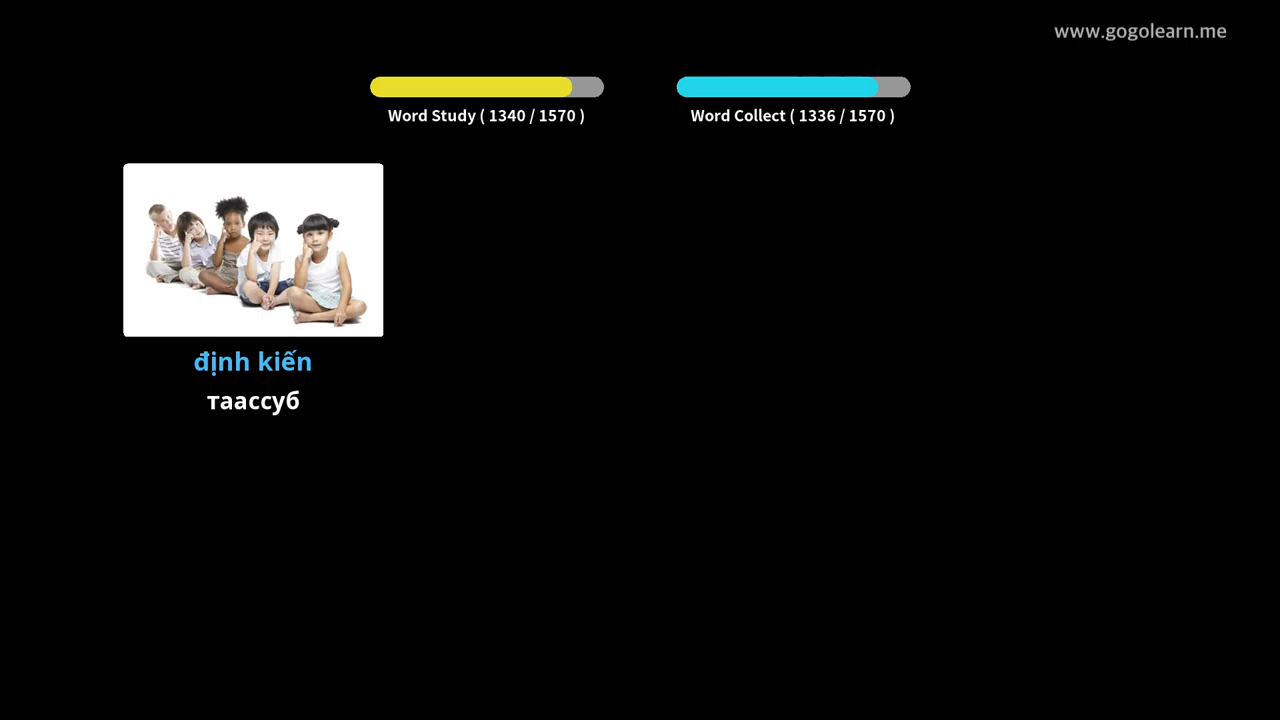 www.gogolearn.me
Word Study ( 1340 / 1570 )
Word Collect ( 1336 / 1570 )
định kiến
таассуб